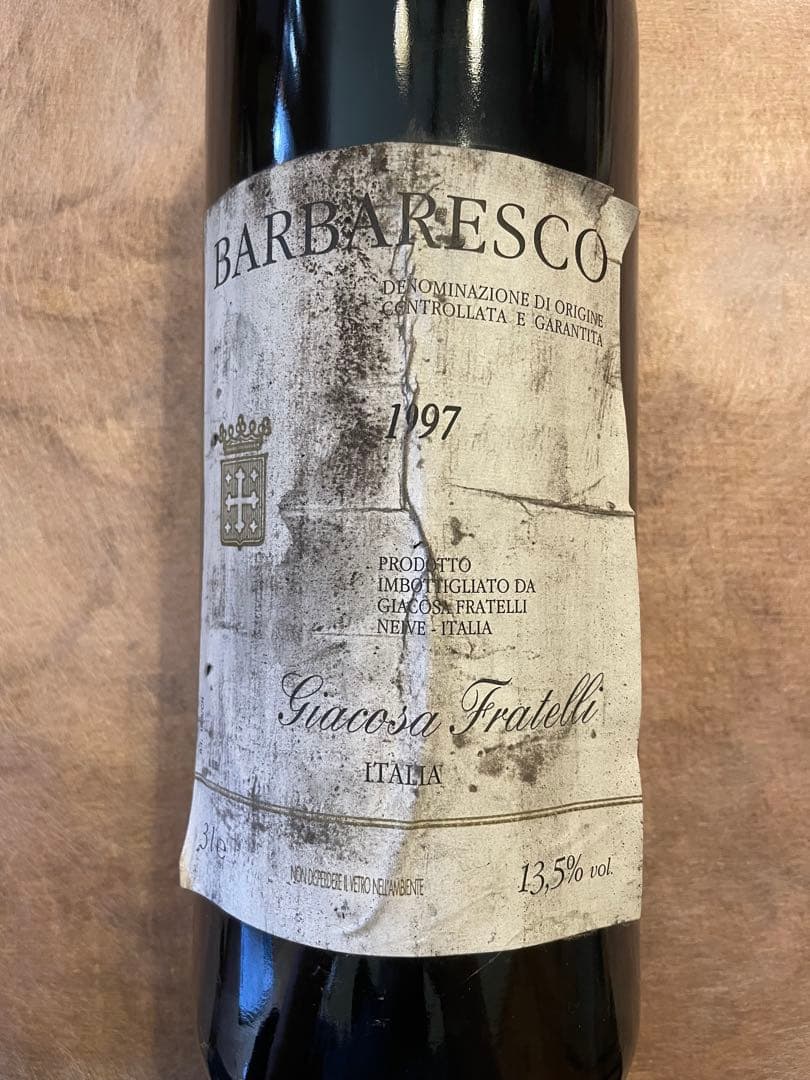 BARBARESCO
DENOMINAZIONE DI ORIGINE
CONTROLLATA E GARANTITA
1997
PRODOTTO
IMBOTTIGLIATO DA
GIACOSA FRATELLI
NEIVE - ITALIA
Giacosa Fratelli
ITALIA
3l e
NON DISPERDERE IL VETRO NELL'AMBIENTE
13,5% vol.